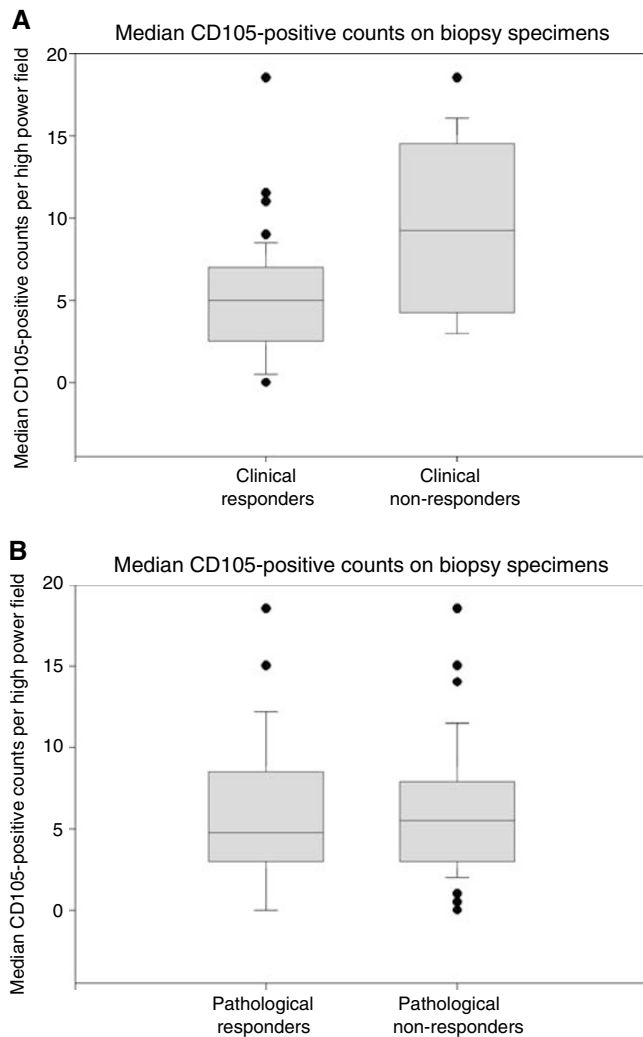 A
Median CD105-positive counts on biopsy specimens
Median CD105-positive counts per high power field
20
15
10
5
0
Clinical
responders
Clinical
non-responders
B
Median CD105-positive counts on biopsy specimens
Median CD105-positive counts per high power field
20
15
10
5
0
Pathological
responders
Pathological
non-responders